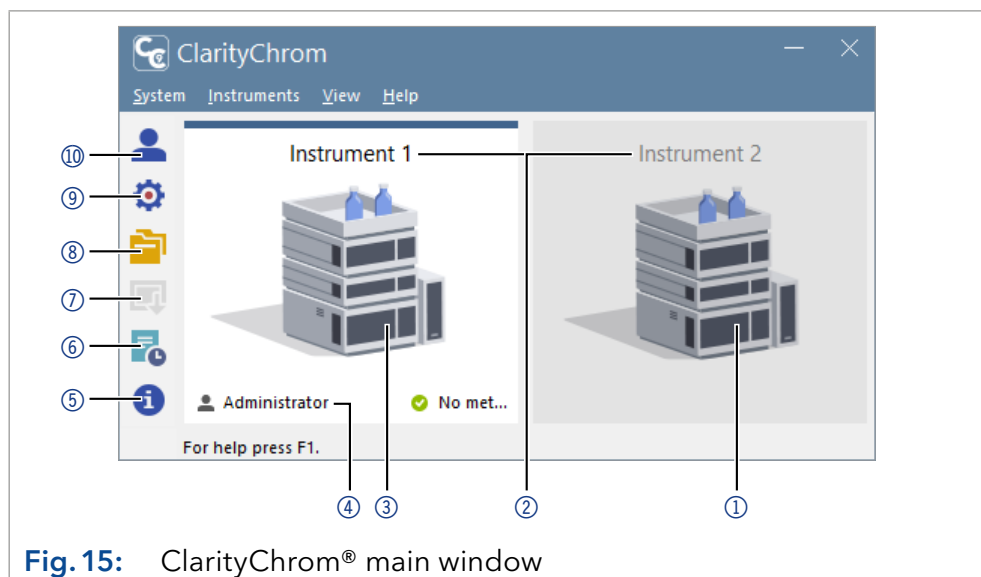 ClarityChrom
System Instruments View Help
Instrument 1
Instrument 2
⑩
⑨
⑧
⑦
⑥
⑤
Administrator
No met...
For help press F1.
④ ③ ② ①
Fig. 15: ClarityChrom® main window